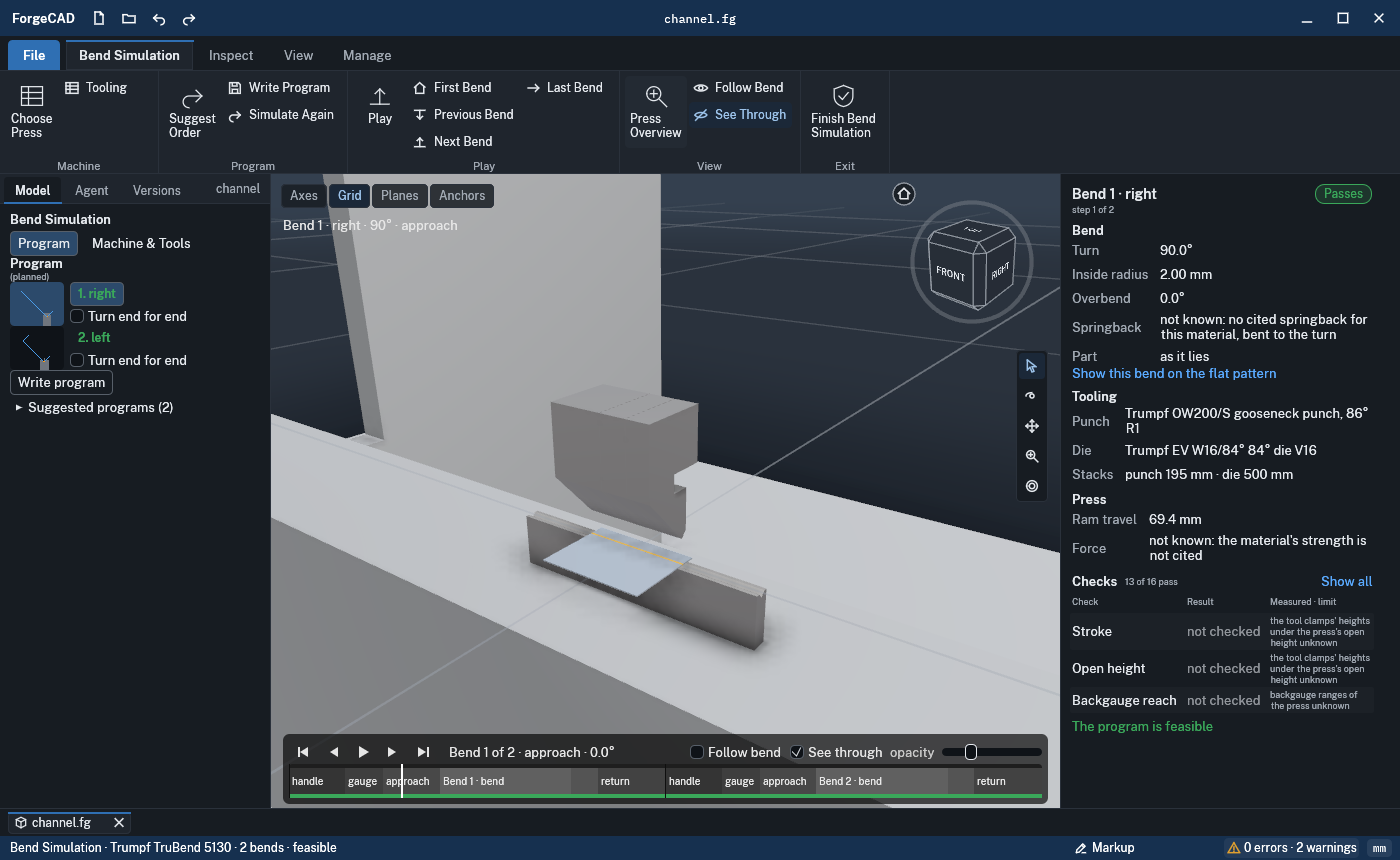 ForgeCAD
channel.fg
File
Bend Simulation
Inspect
View
Manage
Choose Press
Tooling
Machine
Suggest Order
Write Program
Simulate Again
Program
Play
First Bend
Previous Bend
Next Bend
Last Bend
Play
Press Overview
Follow Bend
See Through
View
Finish Bend Simulation
Exit
Model
Agent
Versions
channel
Bend Simulation
Program
Machine & Tools
Program
(planned)
1. right
Turn end for end
2. left
Turn end for end
Write program
Suggested programs (2)
Axes
Grid
Planes
Anchors
Bend 1 · right · 90° · approach
FRONT
RIGHT
Bend 1 of 2 · approach · 0.0°
Follow bend
See through
opacity
handle
gauge
approach
Bend 1 · bend
return
handle
gauge
approach
Bend 2 · bend
return
Bend 1 · right
Passes
step 1 of 2
Bend
Turn 90.0°
Inside radius 2.00 mm
Overbend 0.0°
Springback not known: no cited springback for this material, bent to the turn
Part as it lies
Show this bend on the flat pattern
Tooling
Punch Trumpf OW200/S gooseneck punch, 86° R1
Die Trumpf EV W16/84° 84° die V16
Stacks punch 195 mm · die 500 mm
Press
Ram travel 69.4 mm
Force not known: the material's strength is not cited
Checks 13 of 16 pass Show all
Check Result Measured · limit
Stroke not checked the tool clamps' heights under the press's open height unknown
Open height not checked the tool clamps' heights under the press's open height unknown
Backgauge reach not checked backgauge ranges of the press unknown
The program is feasible
channel.fg
Bend Simulation · Trumpf TruBend 5130 · 2 bends · feasible
Markup
0 errors · 2 warnings
mm